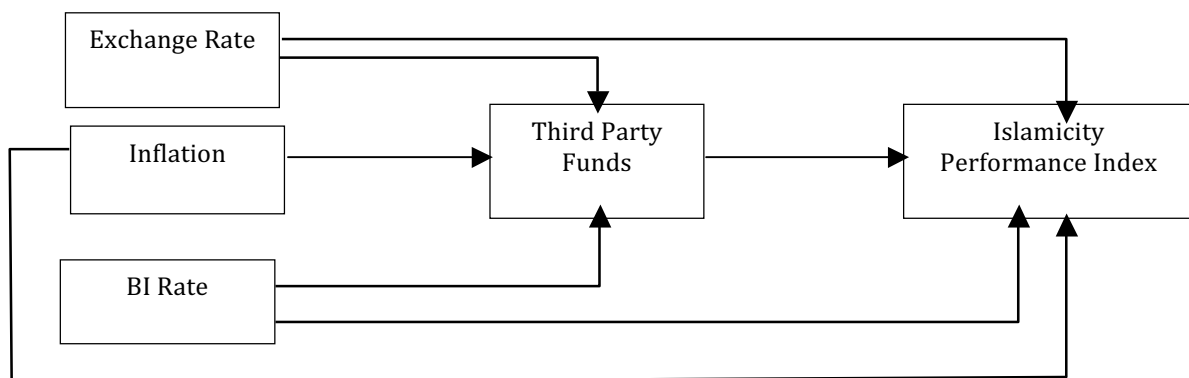 Exchange Rate
Inflation
BI Rate
Third Party
Funds
Islamicity
Performance Index